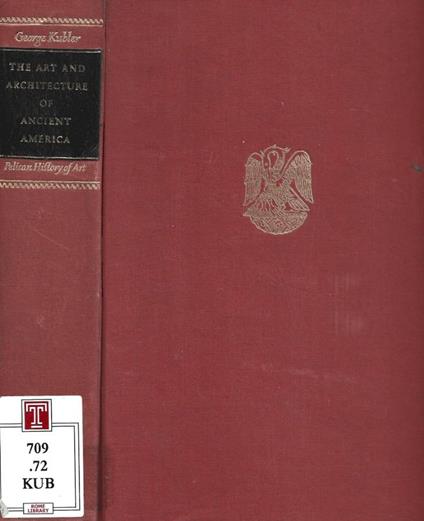 George Kubler
THE ART AND
ARCHITECTURE
OF
ANCIENT
AMERICA
Pelican History of Art
T
709
.72
KUB
ROME
LIBRARY